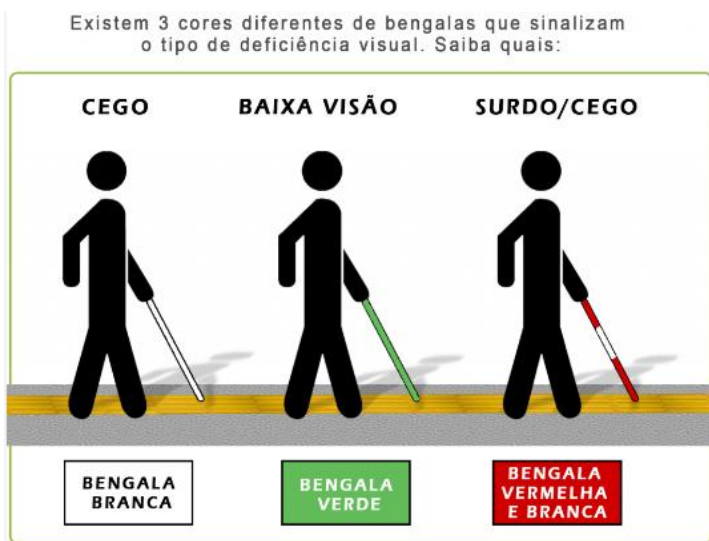 Existem 3 cores diferentes de bengalas que sinalizam
o tipo de deficiência visual. Saiba quais:
CEGO
BAIXA VISÃO
SURDO/CEGO
BENGALA
BRANCA
BENGALA
VERDE
BENGALA
VERMELHA
E BRANCA